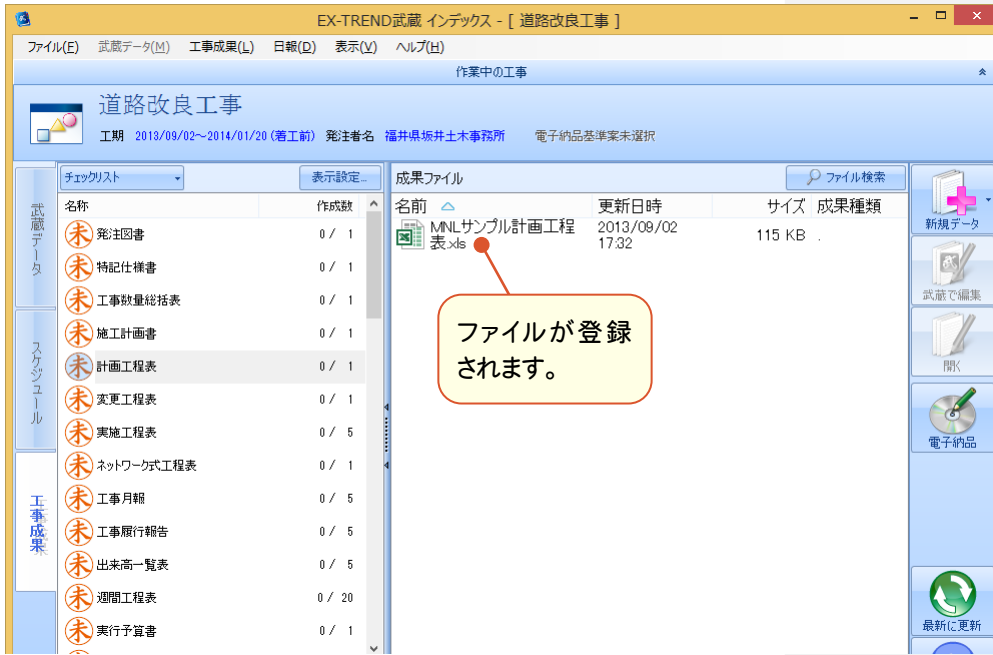 EX-TREND武蔵 インデックス - [ 道路改良工事 ]
ファイル(F) 武蔵データ(M) 工事成果(L) 日報(D) 表示(V) ヘルプ(H)
作業中の工事
道路改良工事
工期 2013/09/02～2014/01/20(着工前) 発注者名 福井県坂井土木事務所 電子納品基準案未選択
武蔵データ
スケジュール
工事成果
チェックリスト 表示設定...
名称 作成数
未 発注図書 0 / 1
未 特記仕様書 0 / 1
未 工事数量総括表 0 / 1
未 施工計画書 0 / 1
未 計画工程表 0 / 1
未 変更工程表 0 / 1
未 実施工程表 0 / 5
未 ネットワーク式工程表 0 / 1
未 工事月報 0 / 5
未 工事履行報告 0 / 5
未 出来高一覧表 0 / 5
未 週間工程表 0 / 20
未 実行予算書 0 / 1
成果ファイル ファイル検索
名前 更新日時 サイズ 成果種類
MNLサンプル計画工程 2013/09/02 115 KB .
表.xls 17:32
ファイルが登録
されます。
新規データ
武蔵で編集
開く
電子納品
最新に更新